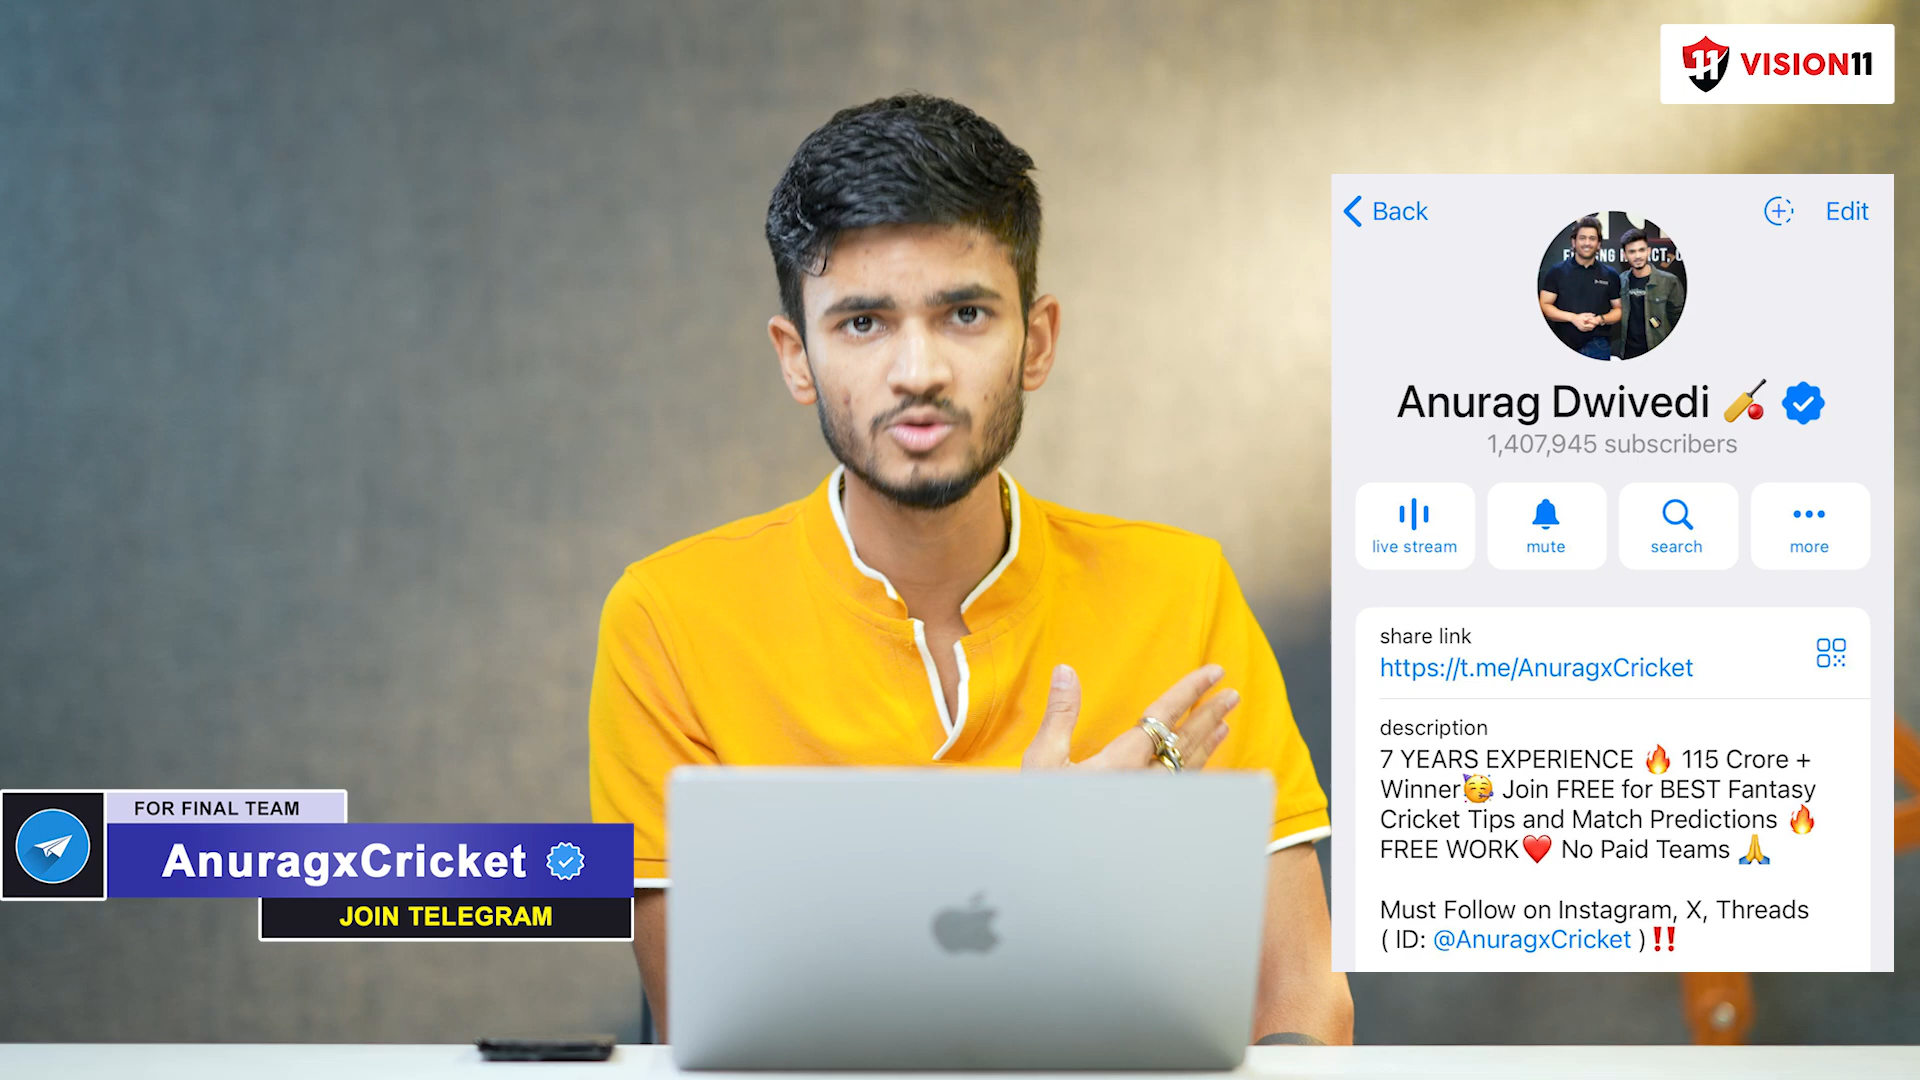 VISION11
Back
Edit
Anurag Dwivedi 🏏
1,407,945 subscribers
live stream
mute
search
more
share link
https://t.me/AnuragxCricket
description
7 YEARS EXPERIENCE 🔥 115 Crore +
Winner🥳 Join FREE for BEST Fantasy
Cricket Tips and Match Predictions 🔥
FREE WORK❤️ No Paid Teams 🙏
Must Follow on Instagram, X, Threads
( ID: @AnuragxCricket )‼️
FOR FINAL TEAM
AnuragxCricket
JOIN TELEGRAM